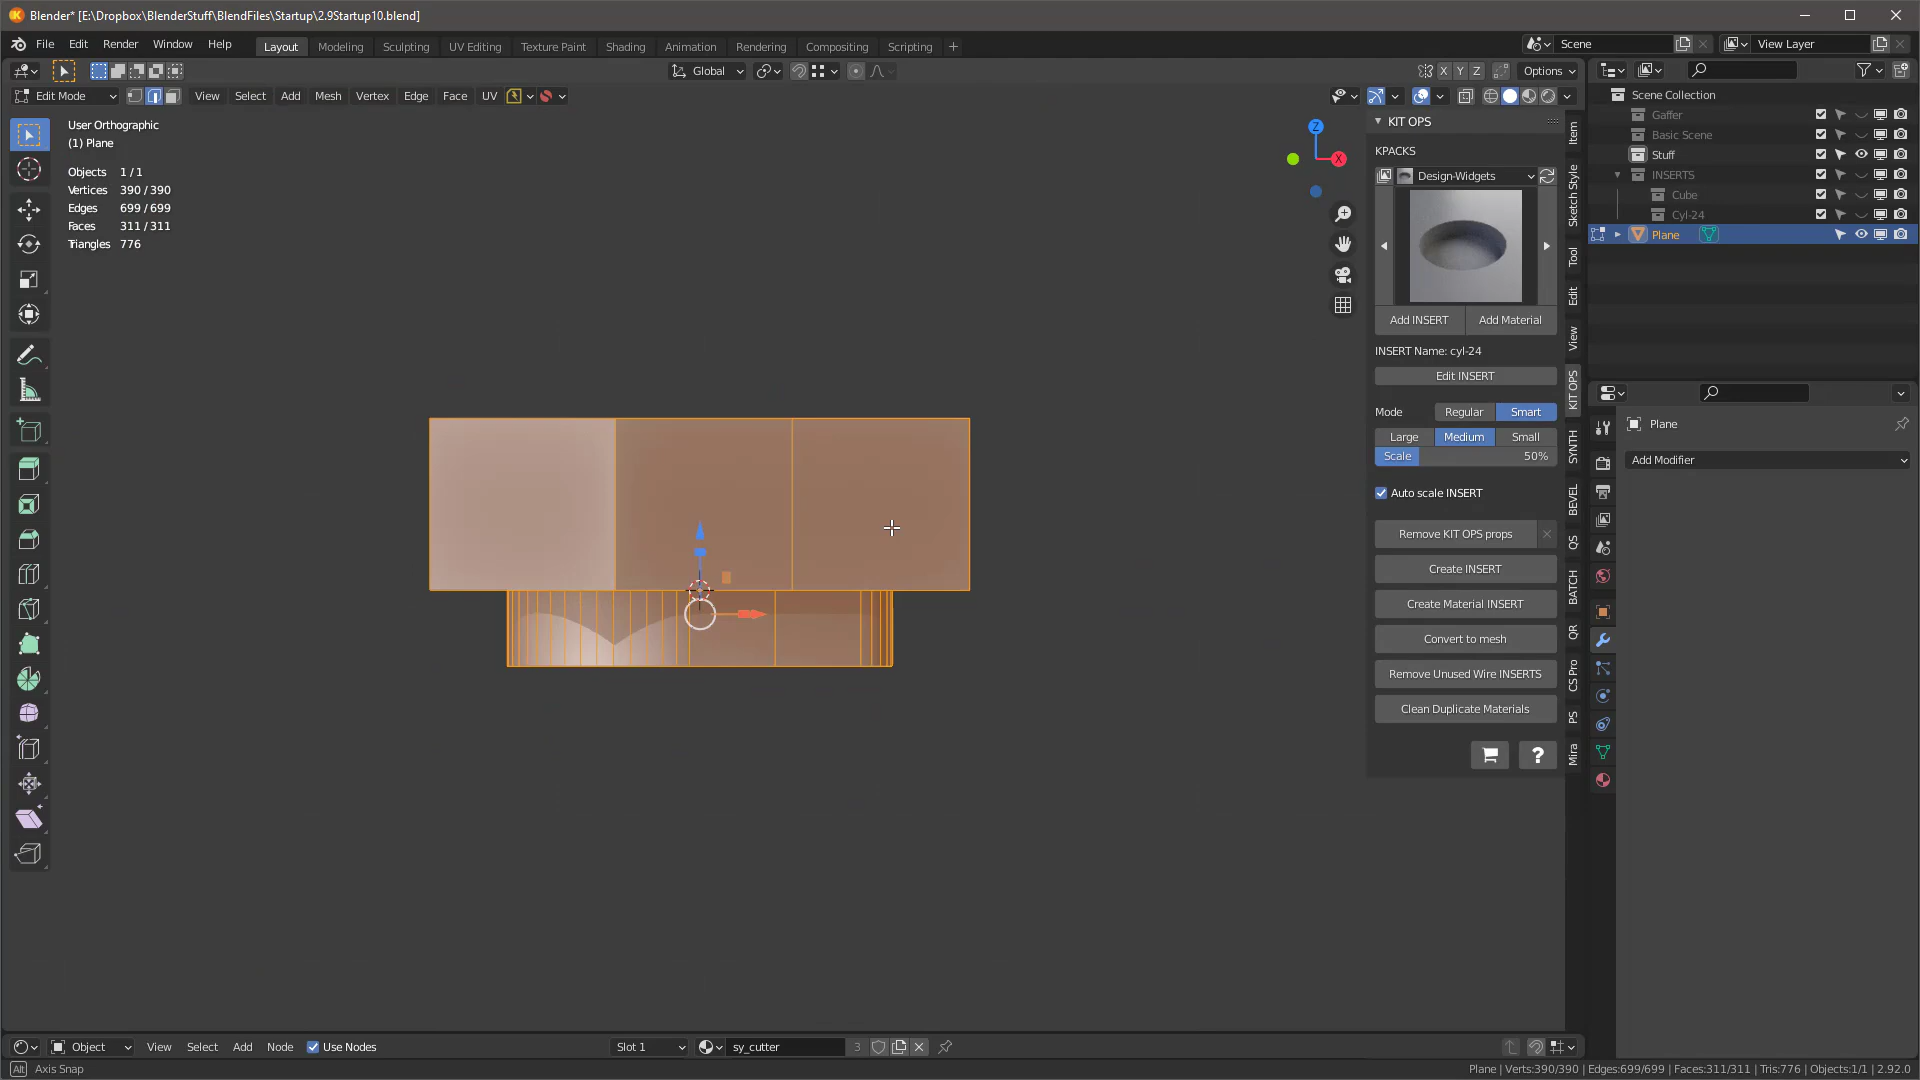 Blender* [E:\Dropbox\BlenderStuff\BlendFiles\Startup\2.9Startup10.blend]
File Edit Render Window Help Layout Modeling Sculpting UV Editing Texture Paint Shading Animation Rendering Compositing Scripting + Scene View Layer
Global X Y Z Options
Edit Mode View Select Add Mesh Vertex Edge Face UV
User Orthographic
(1) Plane
Objects 1/1
Vertices 390/390
Edges 699/699
Faces 311/311
Triangles 776
Z
X
KIT OPS
KPACKS
Design-Widgets
Add INSERT Add Material
INSERT Name: cyl-24
Edit INSERT
Mode Regular Smart
Large Medium Small
Scale 50%
Auto scale INSERT
Remove KIT OPS props
Create INSERT
Create Material INSERT
Convert to mesh
Remove Unused Wire INSERTS
Clean Duplicate Materials
?
Item
Sketch Style
Tool
Edit
View
KIT OPS
SYNTH
BEVEL
QS
BATCH
QR
CS Pro
PS
Mira
Scene Collection
Gaffer
Basic Scene
Stuff
INSERTS
Cube
Cyl-24
Plane
Plane
Add Modifier
Object View Select Add Node Use Nodes Slot 1 sy_cutter 3
Alt Axis Snap
Plane | Verts:390/390 | Edges:699/699 | Faces:311/311 | Tris:776 | Objects:1/1 | 2.92.0